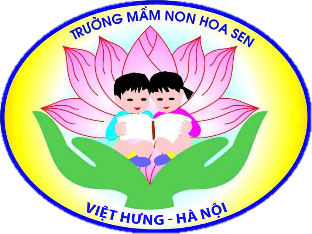 TRƯỜNG MẦM NON HOA SEN
VIỆT HƯNG - HÀ NỘI